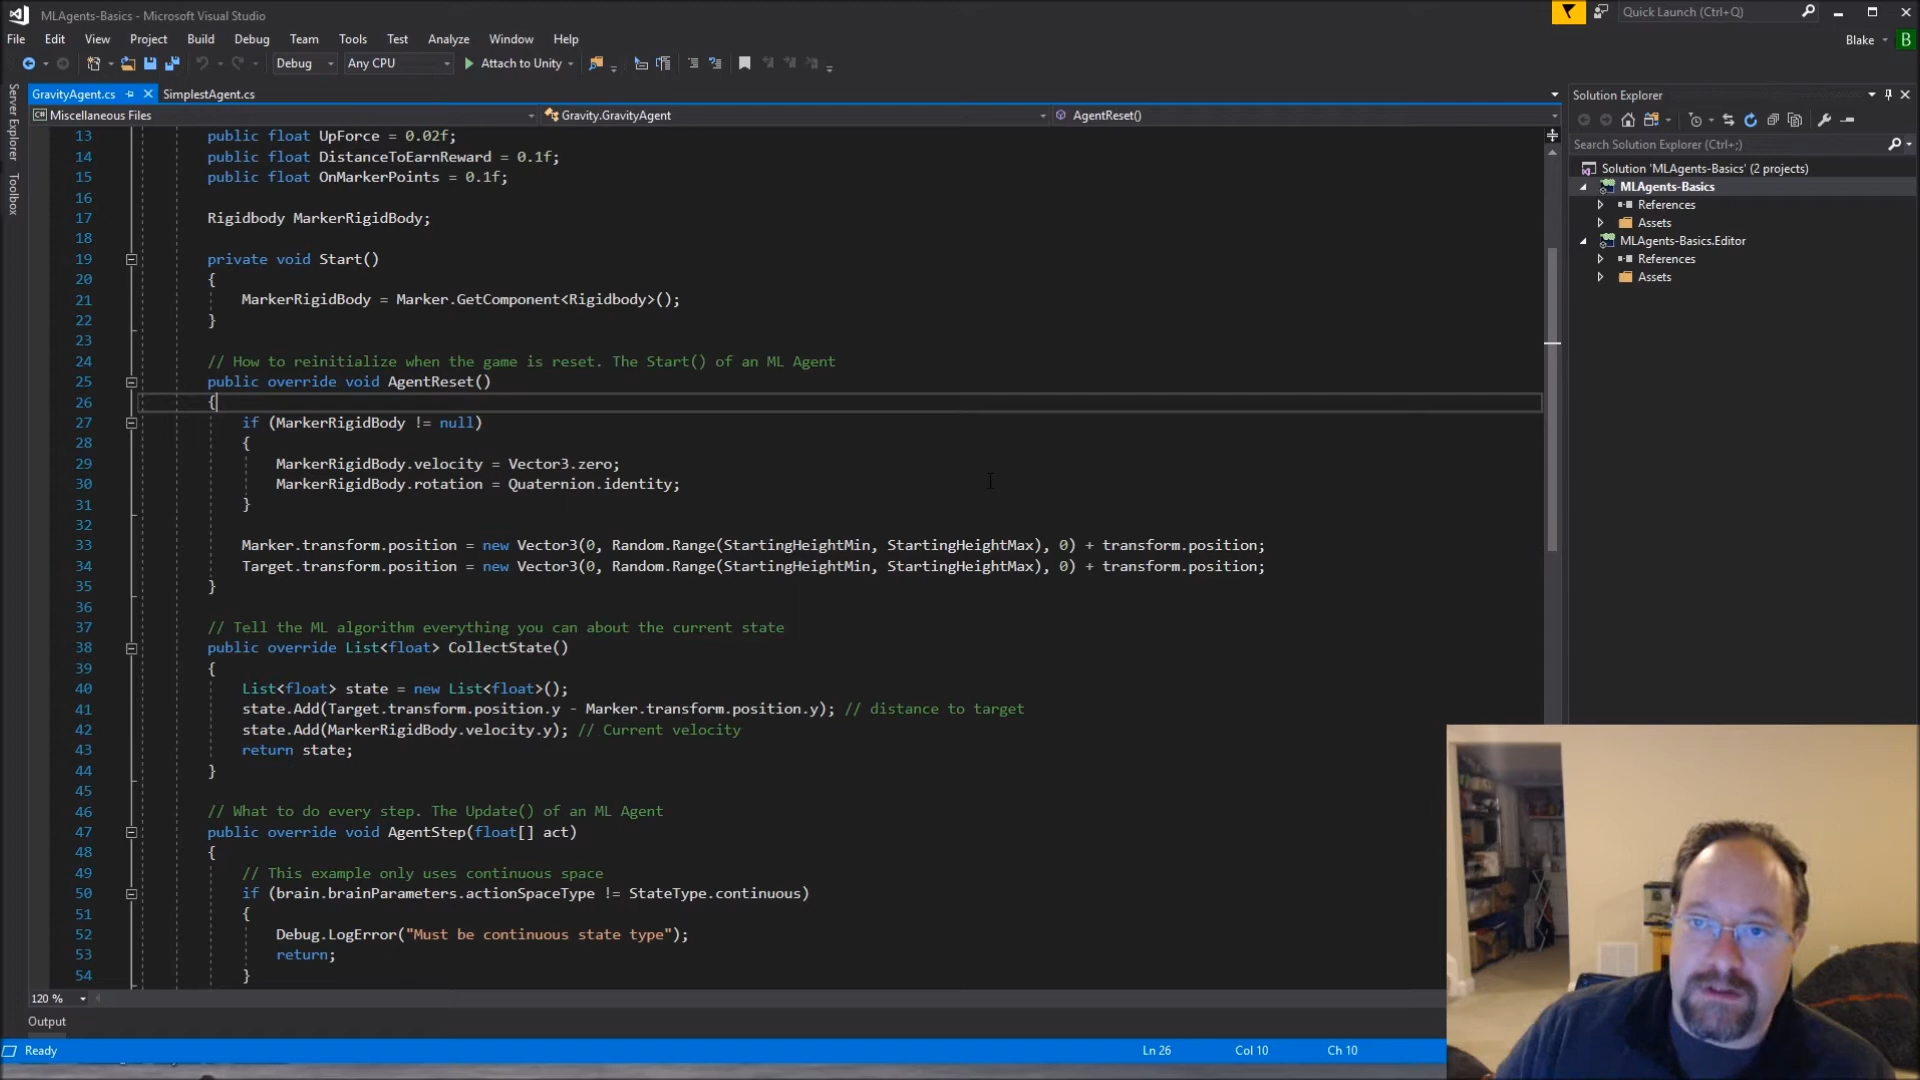 MLAgents-Basics - Microsoft Visual Studio
Quick Launch (Ctrl+Q)
File Edit View Project Build Debug Team Tools Test Analyze Window Help
Blake B
Debug Any CPU Attach to Unity
Server Explorer
Toolbox
GravityAgent.cs SimplestAgent.cs
Miscellaneous Files Gravity.GravityAgent AgentReset()
13 public float UpForce = 0.02f;
14 public float DistanceToEarnReward = 0.1f;
15 public float OnMarkerPoints = 0.1f;
16
17 Rigidbody MarkerRigidBody;
18
19 private void Start()
20 {
21 MarkerRigidBody = Marker.GetComponent<Rigidbody>();
22 }
23
24 // How to reinitialize when the game is reset. The Start() of an ML Agent
25 public override void AgentReset()
26 {
27 if (MarkerRigidBody != null)
28 {
29 MarkerRigidBody.velocity = Vector3.zero;
30 MarkerRigidBody.rotation = Quaternion.identity;
31 }
32
33 Marker.transform.position = new Vector3(0, Random.Range(StartingHeightMin, StartingHeightMax), 0) + transform.position;
34 Target.transform.position = new Vector3(0, Random.Range(StartingHeightMin, StartingHeightMax), 0) + transform.position;
35 }
36
37 // Tell the ML algorithm everything you can about the current state
38 public override List<float> CollectState()
39 {
40 List<float> state = new List<float>();
41 state.Add(Target.transform.position.y - Marker.transform.position.y); // distance to target
42 state.Add(MarkerRigidBody.velocity.y); // Current velocity
43 return state;
44 }
45
46 // What to do every step. The Update() of an ML Agent
47 public override void AgentStep(float[] act)
48 {
49 // This example only uses continuous space
50 if (brain.brainParameters.actionSpaceType != StateType.continuous)
51 {
52 Debug.LogError("Must be continuous state type");
53 return;
54 }
120 %
Output
Ready Ln 26 Col 10 Ch 10
Solution Explorer
Search Solution Explorer (Ctrl+;)
Solution 'MLAgents-Basics' (2 projects)
MLAgents-Basics
References
Assets
MLAgents-Basics.Editor
References
Assets